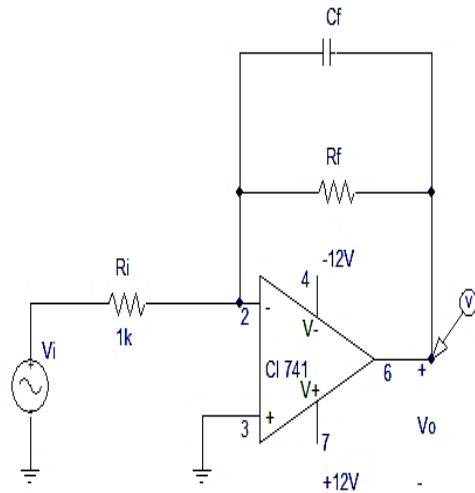 Cf
Rf
-12V
4
Ri
1k
2
-
V-
Vi
+
CI 741
V+
6
+
V
3
+
7
Vo
+12V
-